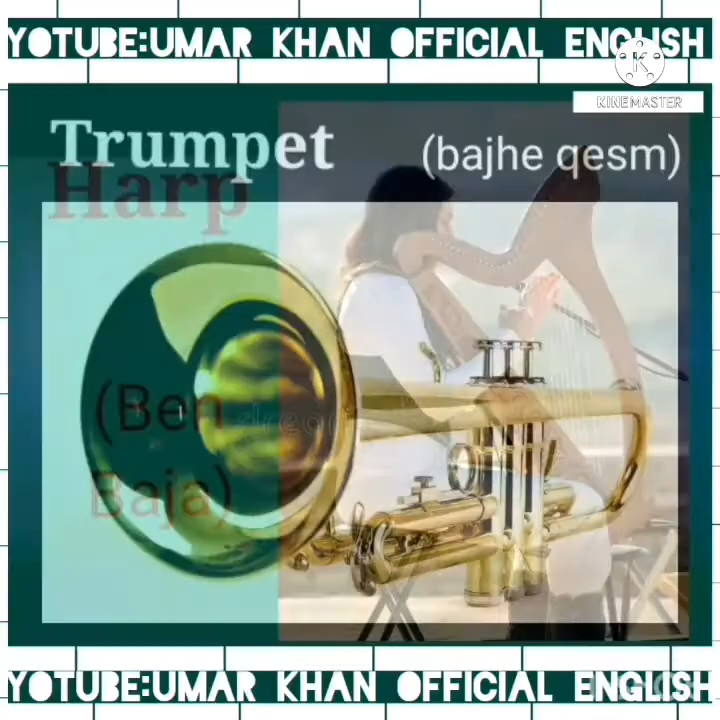 YOTUBE:UMAR KHAN OFFICIAL ENGLISH
KINEMASTER
Trumpet (bajhe qesm)
Harp
(Ben
Baja)
YOTUBE:UMAR KHAN OFFICIAL ENGLISH